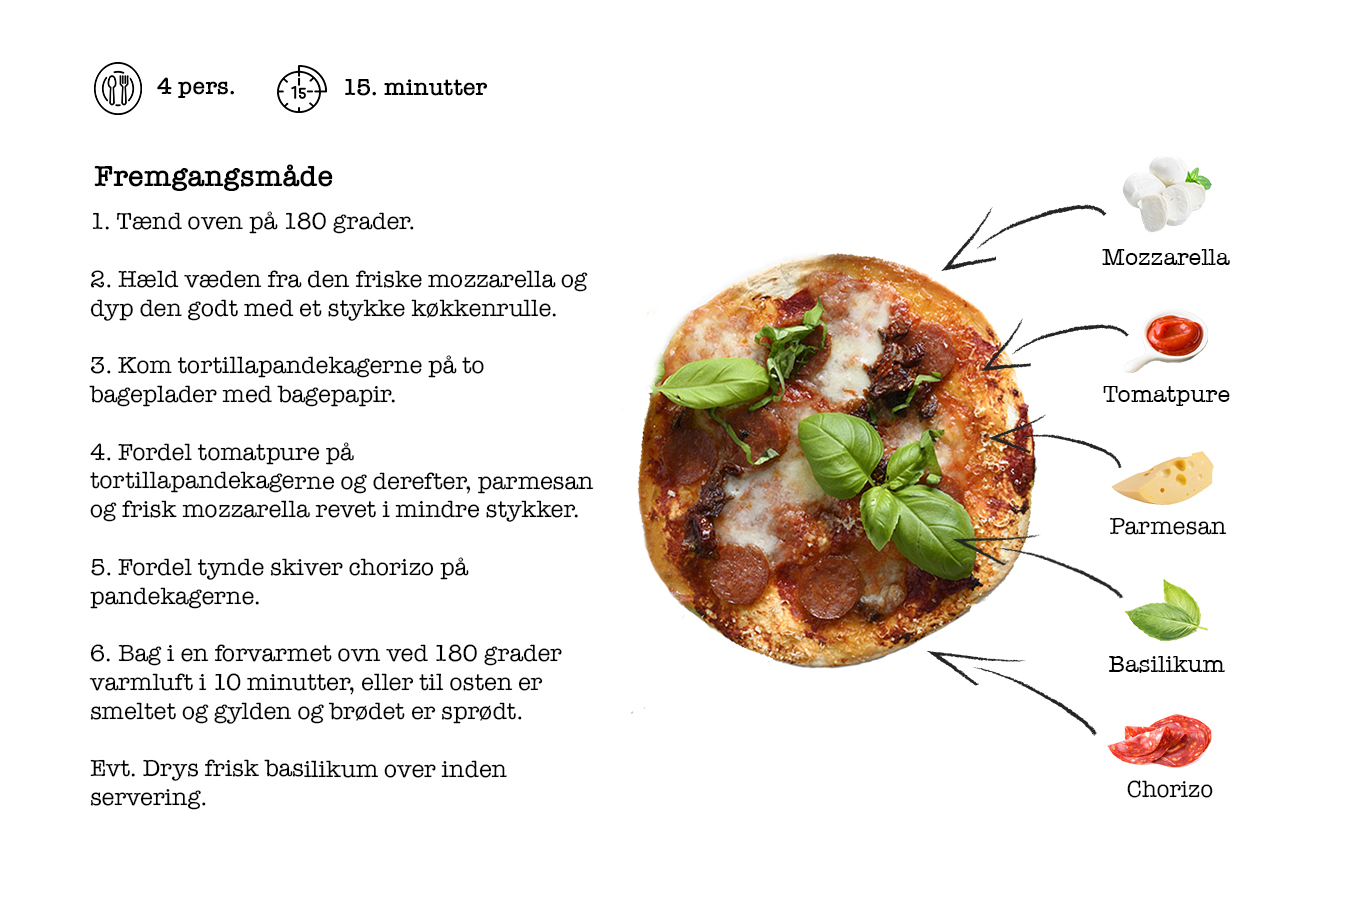 4 pers.
15
15. minutter
Fremgangsmåde
1. Tænd oven på 180 grader.
2. Hæld væden fra den friske mozzarella og
dyp den godt med et stykke køkkenrulle.
3. Kom tortillapandekagerne på to
bageplader med bagepapir.
4. Fordel tomatpure på
tortillapandekagerne og derefter, parmesan
og frisk mozzarella revet i mindre stykker.
5. Fordel tynde skiver chorizo på
pandekagerne.
6. Bag i en forvarmet ovn ved 180 grader
varmluft i 10 minutter, eller til osten er
smeltet og gylden og brødet er sprødt.
Evt. Drys frisk basilikum over inden
servering.
Mozzarella
Tomatpure
Parmesan
Basilikum
Chorizo